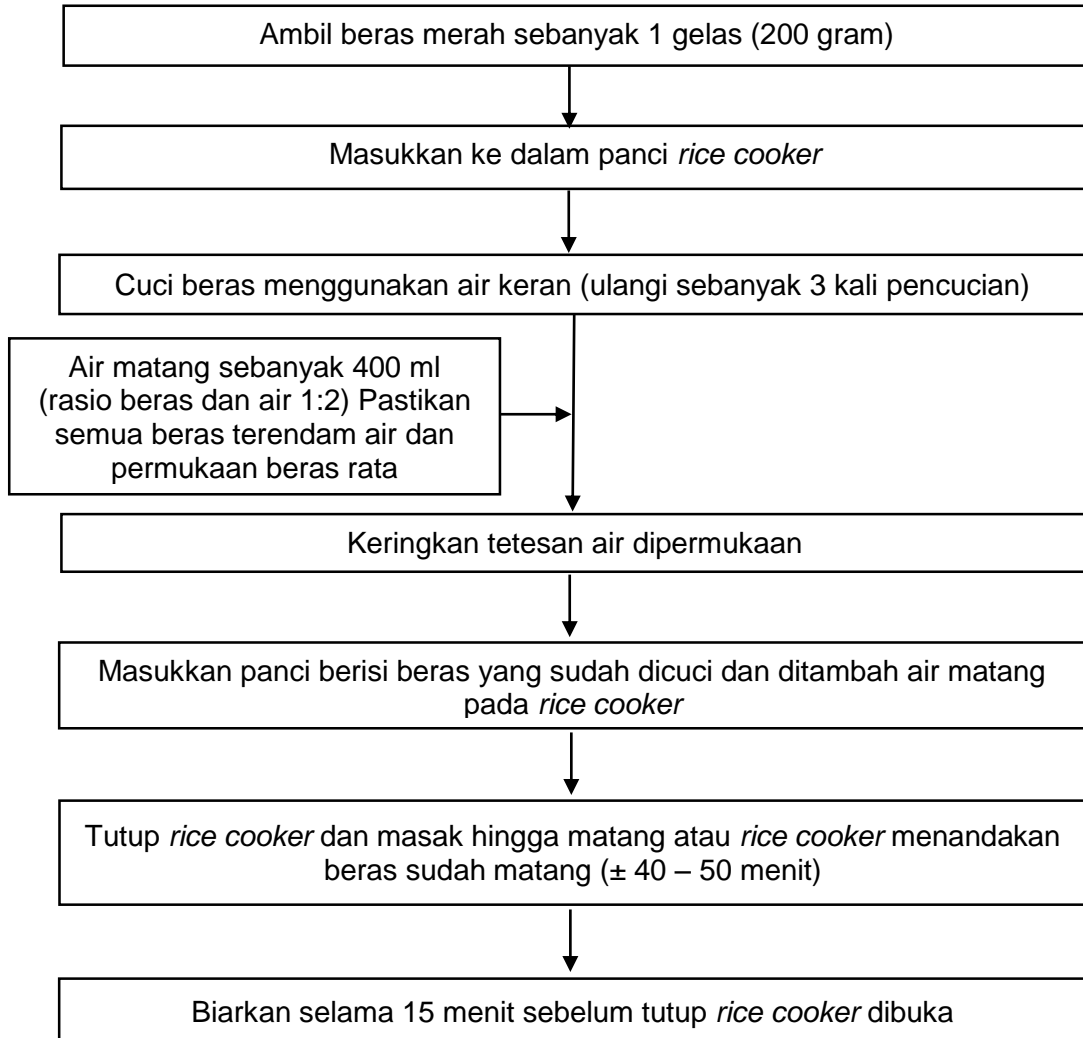 Ambil beras merah sebanyak 1 gelas (200 gram)
Masukkan ke dalam panci rice cooker
Cuci beras menggunakan air keran (ulangi sebanyak 3 kali pencucian)
Air matang sebanyak 400 ml
(rasio beras dan air 1:2) Pastikan
semua beras terendam air dan
permukaan beras rata
Keringkan tetesan air dipermukaan
Masukkan panci berisi beras yang sudah dicuci dan ditambah air matang
pada rice cooker
Tutup rice cooker dan masak hingga matang atau rice cooker menandakan
beras sudah matang (± 40 – 50 menit)
Biarkan selama 15 menit sebelum tutup rice cooker dibuka